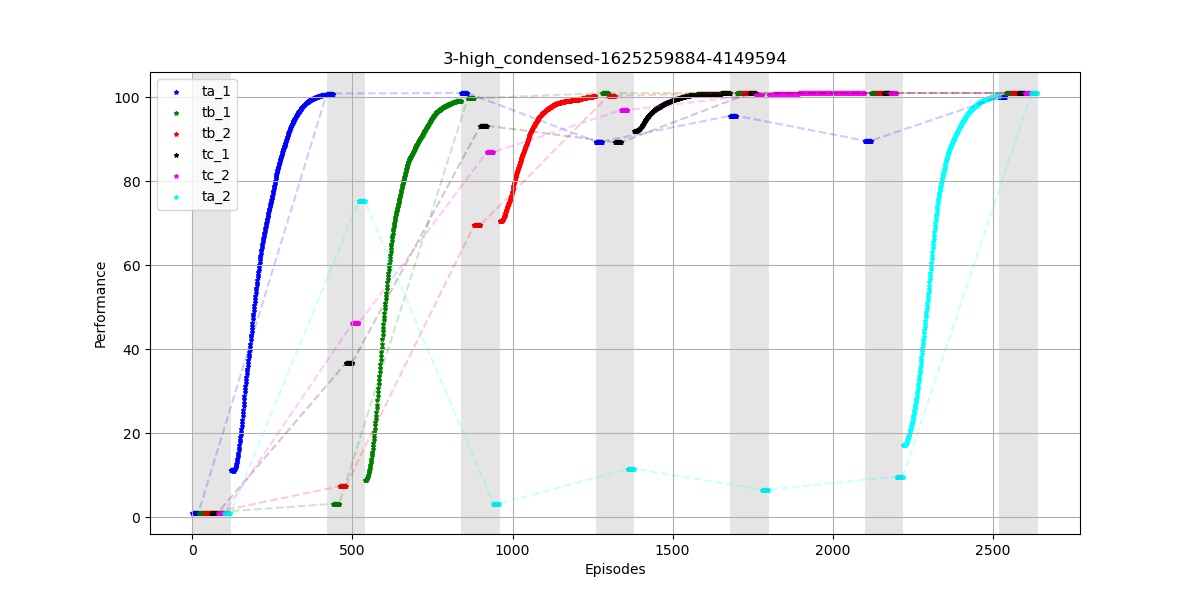 3-high_condensed-1625259884-4149594
100
80
60
40
20
0
Performance
ta_1
tb_1
tb_2
tc_1
tc_2
ta_2
0 500 1000 1500 2000 2500
Episodes